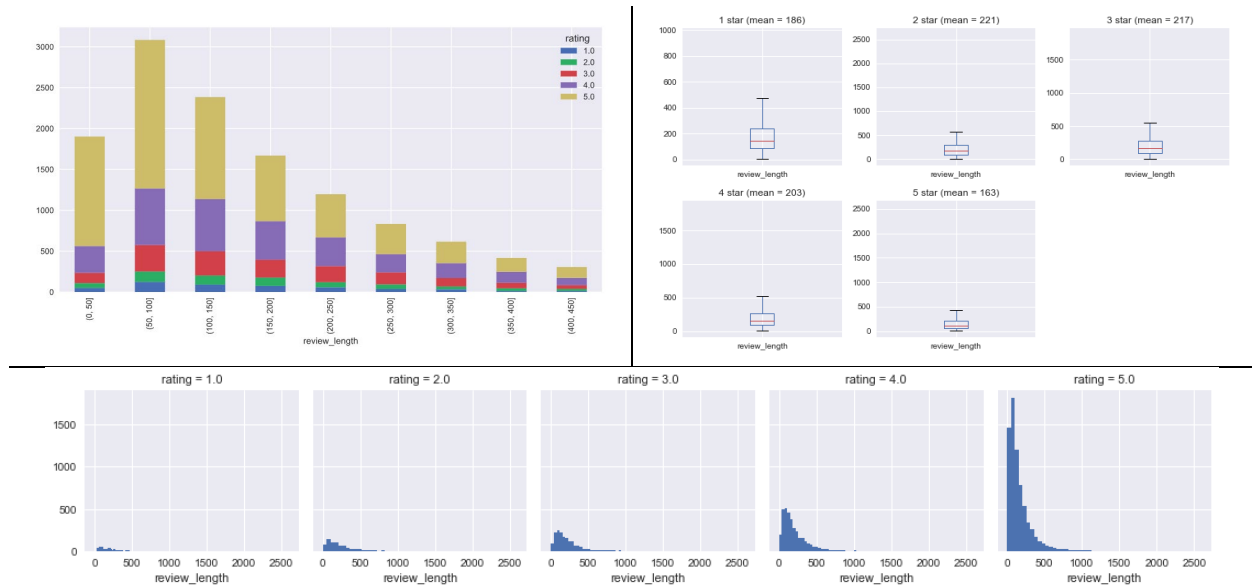 rating
1.0
2.0
3.0
4.0
5.0
3000
2500
2000
1500
1000
500
0
(0, 50]
(50, 100]
(100, 150]
(150, 200]
(200, 250]
(250, 300]
(300, 350]
(350, 400]
(400, 450]
review_length
1 star (mean = 186)
1000
800
600
400
200
0
review_length
2 star (mean = 221)
2500
2000
1500
1000
500
0
review_length
3 star (mean = 217)
1500
1000
500
0
review_length
4 star (mean = 203)
1500
1000
500
0
review_length
5 star (mean = 163)
2500
2000
1500
1000
500
0
review_length
rating = 1.0
rating = 2.0
rating = 3.0
rating = 4.0
rating = 5.0
1500
1000
500
0
0 500 1000 1500 2000 2500
0 500 1000 1500 2000 2500
0 500 1000 1500 2000 2500
0 500 1000 1500 2000 2500
0 500 1000 1500 2000 2500
review_length
review_length
review_length
review_length
review_length